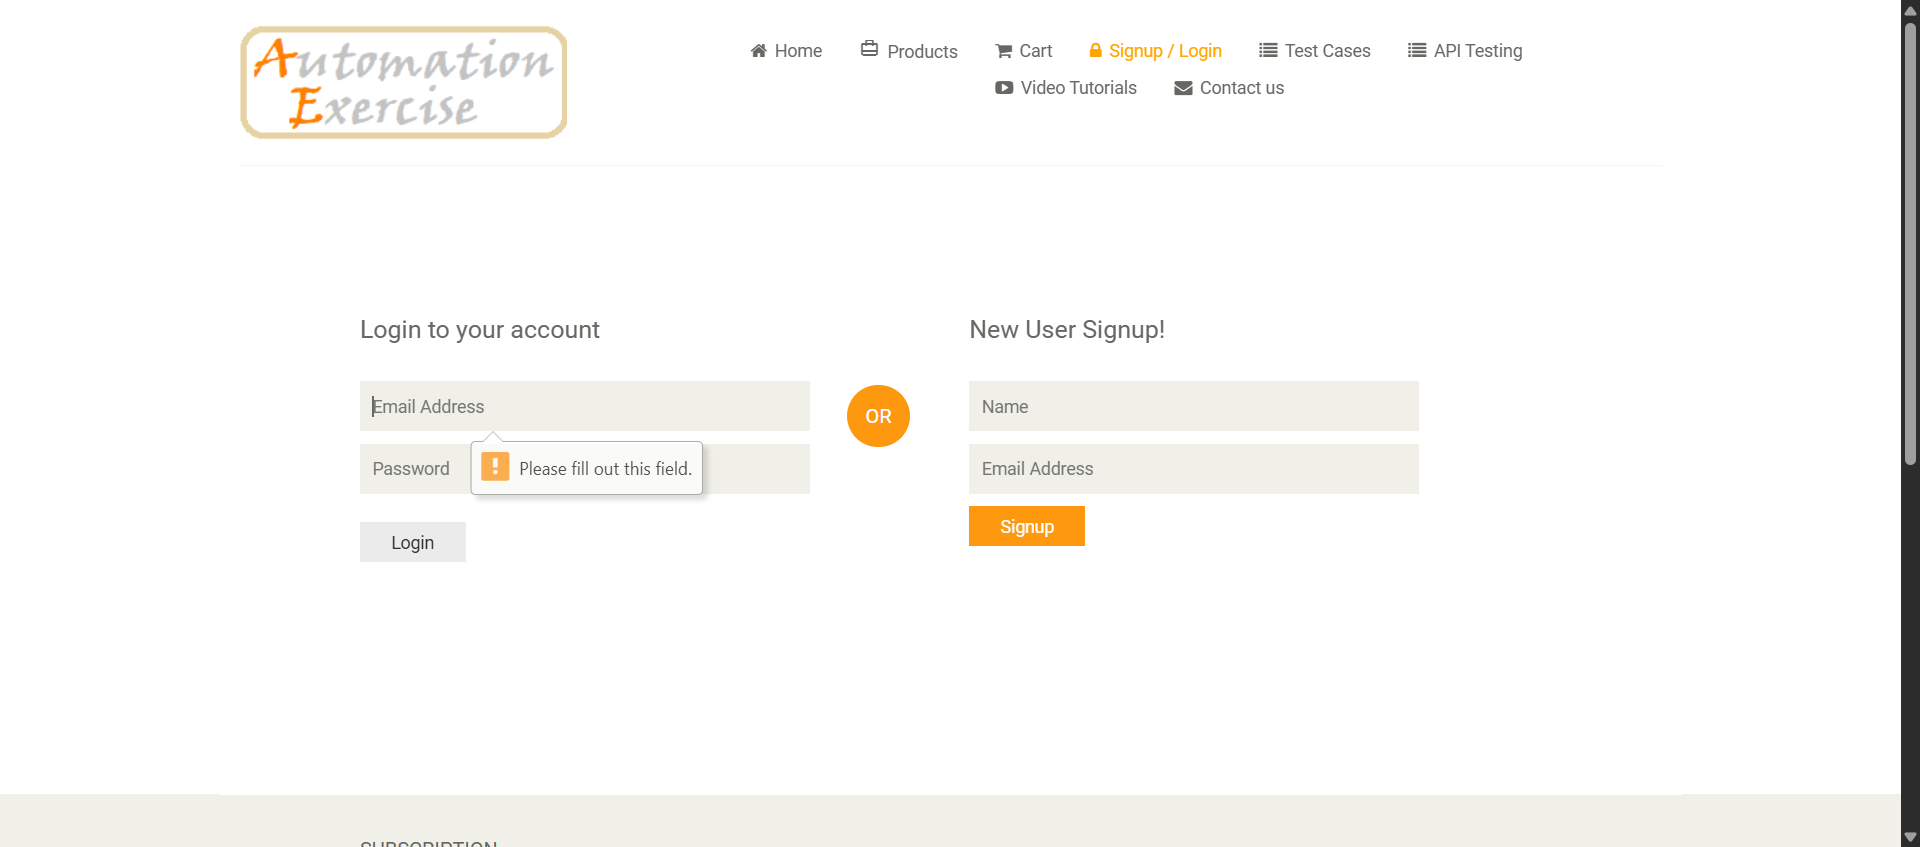 Automation
Exercise
Home
Products
Cart
Signup / Login
Test Cases
API Testing
Video Tutorials
Contact us
Login to your account
Email Address
Password
Please fill out this field.
Login
OR
New User Signup!
Name
Email Address
Signup
SUBSCRIPTION